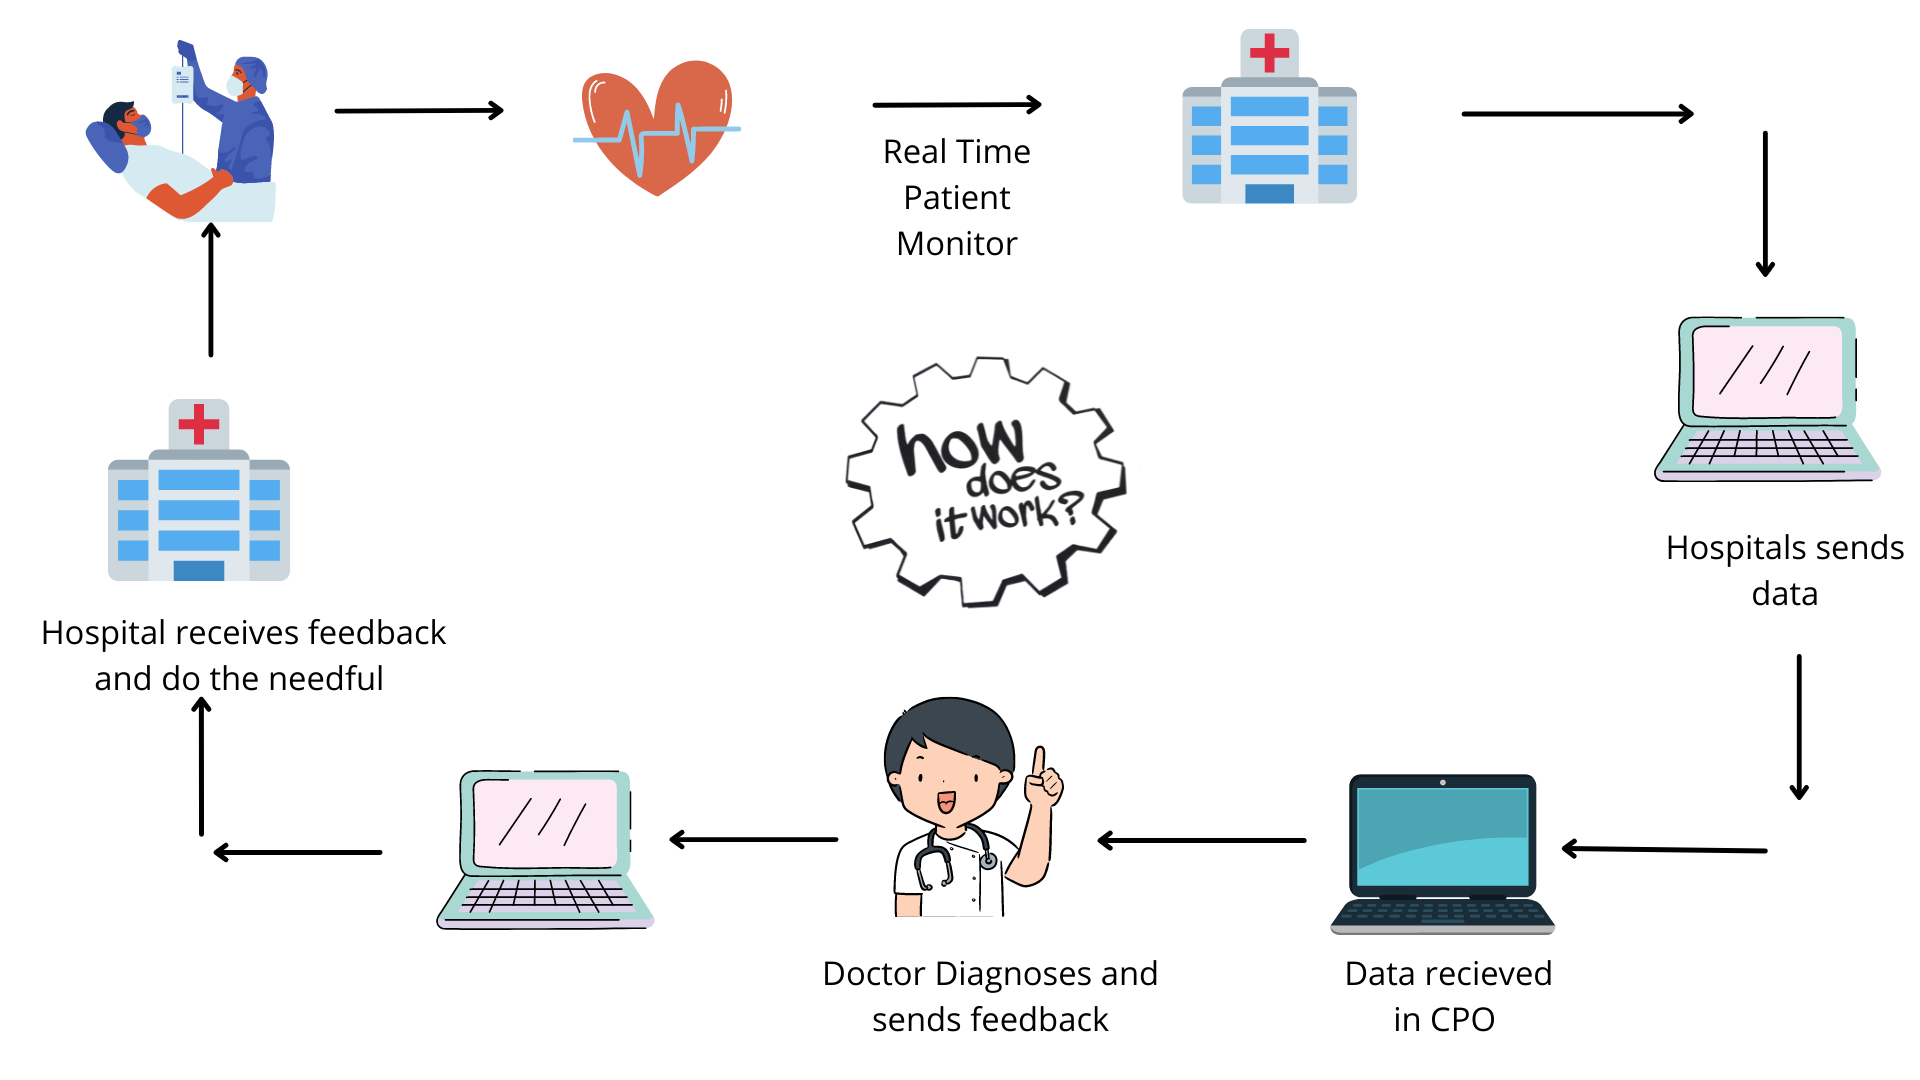 Real Time
Patient
Monitor
how
does
it work?
Hospitals sends
data
Hospital receives feedback
and do the needful
Doctor Diagnoses and
sends feedback
Data recieved
in CPO